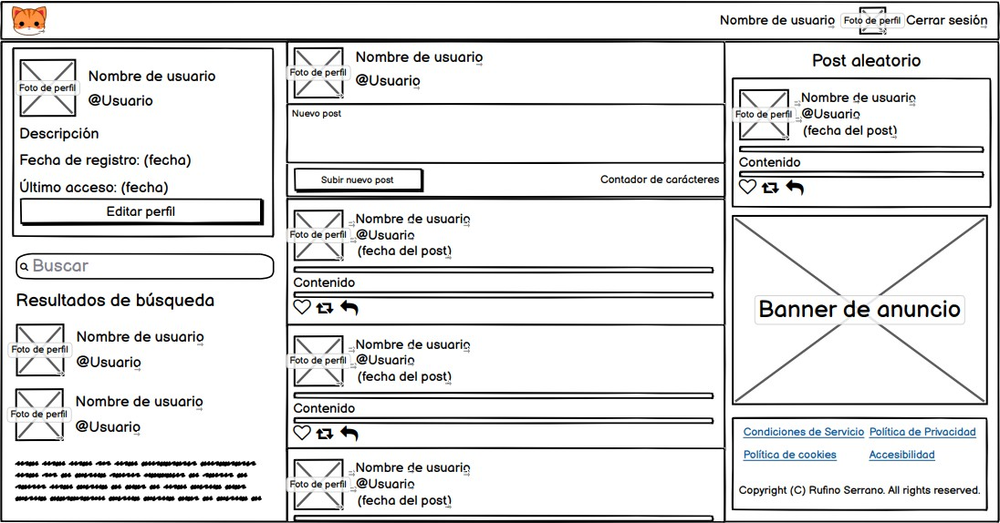 Nombre de usuario Foto de perfil Cerrar sesión
Foto de perfil
Nombre de usuario
@Usuario
Descripción
Fecha de registro: (fecha)
Último acceso: (fecha)
Editar perfil
Buscar
Resultados de búsqueda
Foto de perfil
Nombre de usuario
@Usuario
Foto de perfil
Nombre de usuario
@Usuario
Foto de perfil
Nombre de usuario
@Usuario
Nuevo post
Subir nuevo post
Contador de carácteres
Foto de perfil
Nombre de usuario
@Usuario
(fecha del post)
Contenido
Foto de perfil
Nombre de usuario
@Usuario
(fecha del post)
Contenido
Foto de perfil
Nombre de usuario
@Usuario
(fecha del post)
Post aleatorio
Foto de perfil
Nombre de usuario
@Usuario
(fecha del post)
Contenido
Banner de anuncio
Condiciones de Servicio Política de Privacidad
Política de cookies Accesibilidad
Copyright (C) Rufino Serrano. All rights reserved.